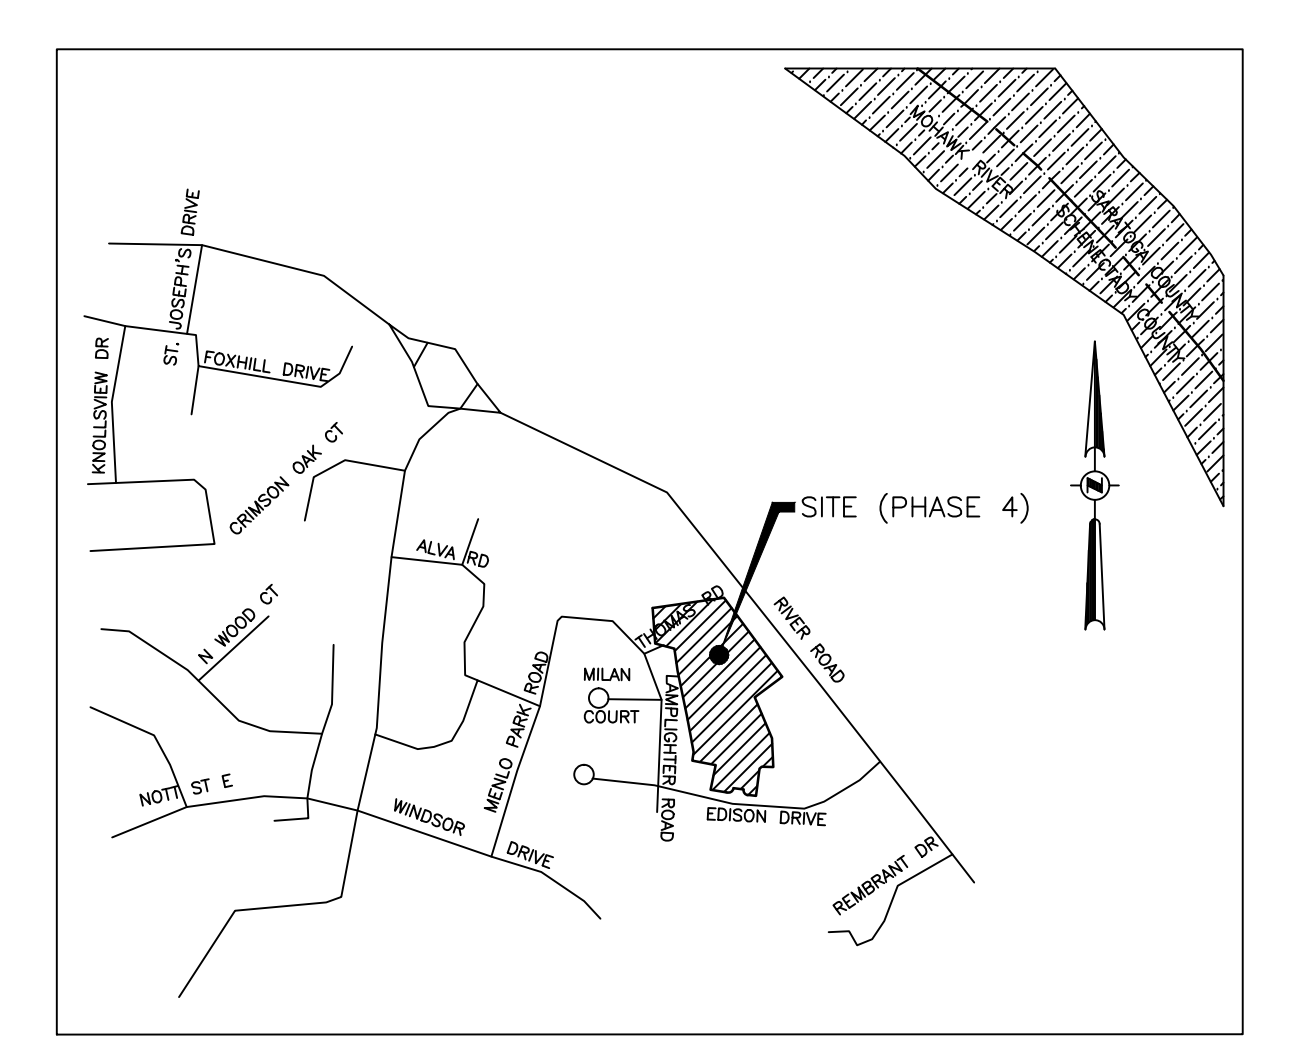 MOHAWK RIVER
SARATOGA COUNTY
SCHENECTADY COUNTY
ST. JOSEPH'S DRIVE
KNOLLSVIEW DR
FOXHILL DRIVE
CRIMSON OAK CT
SITE (PHASE 4)
Z
ALVA RD
N WOOD CT
THOMAS RD
RIVER ROAD
MILAN
COURT
LAMPLIGHTER ROAD
MENLO PARK ROAD
NOTT ST E
WINDSOR DRIVE
EDISON DRIVE
REMBRANT DR